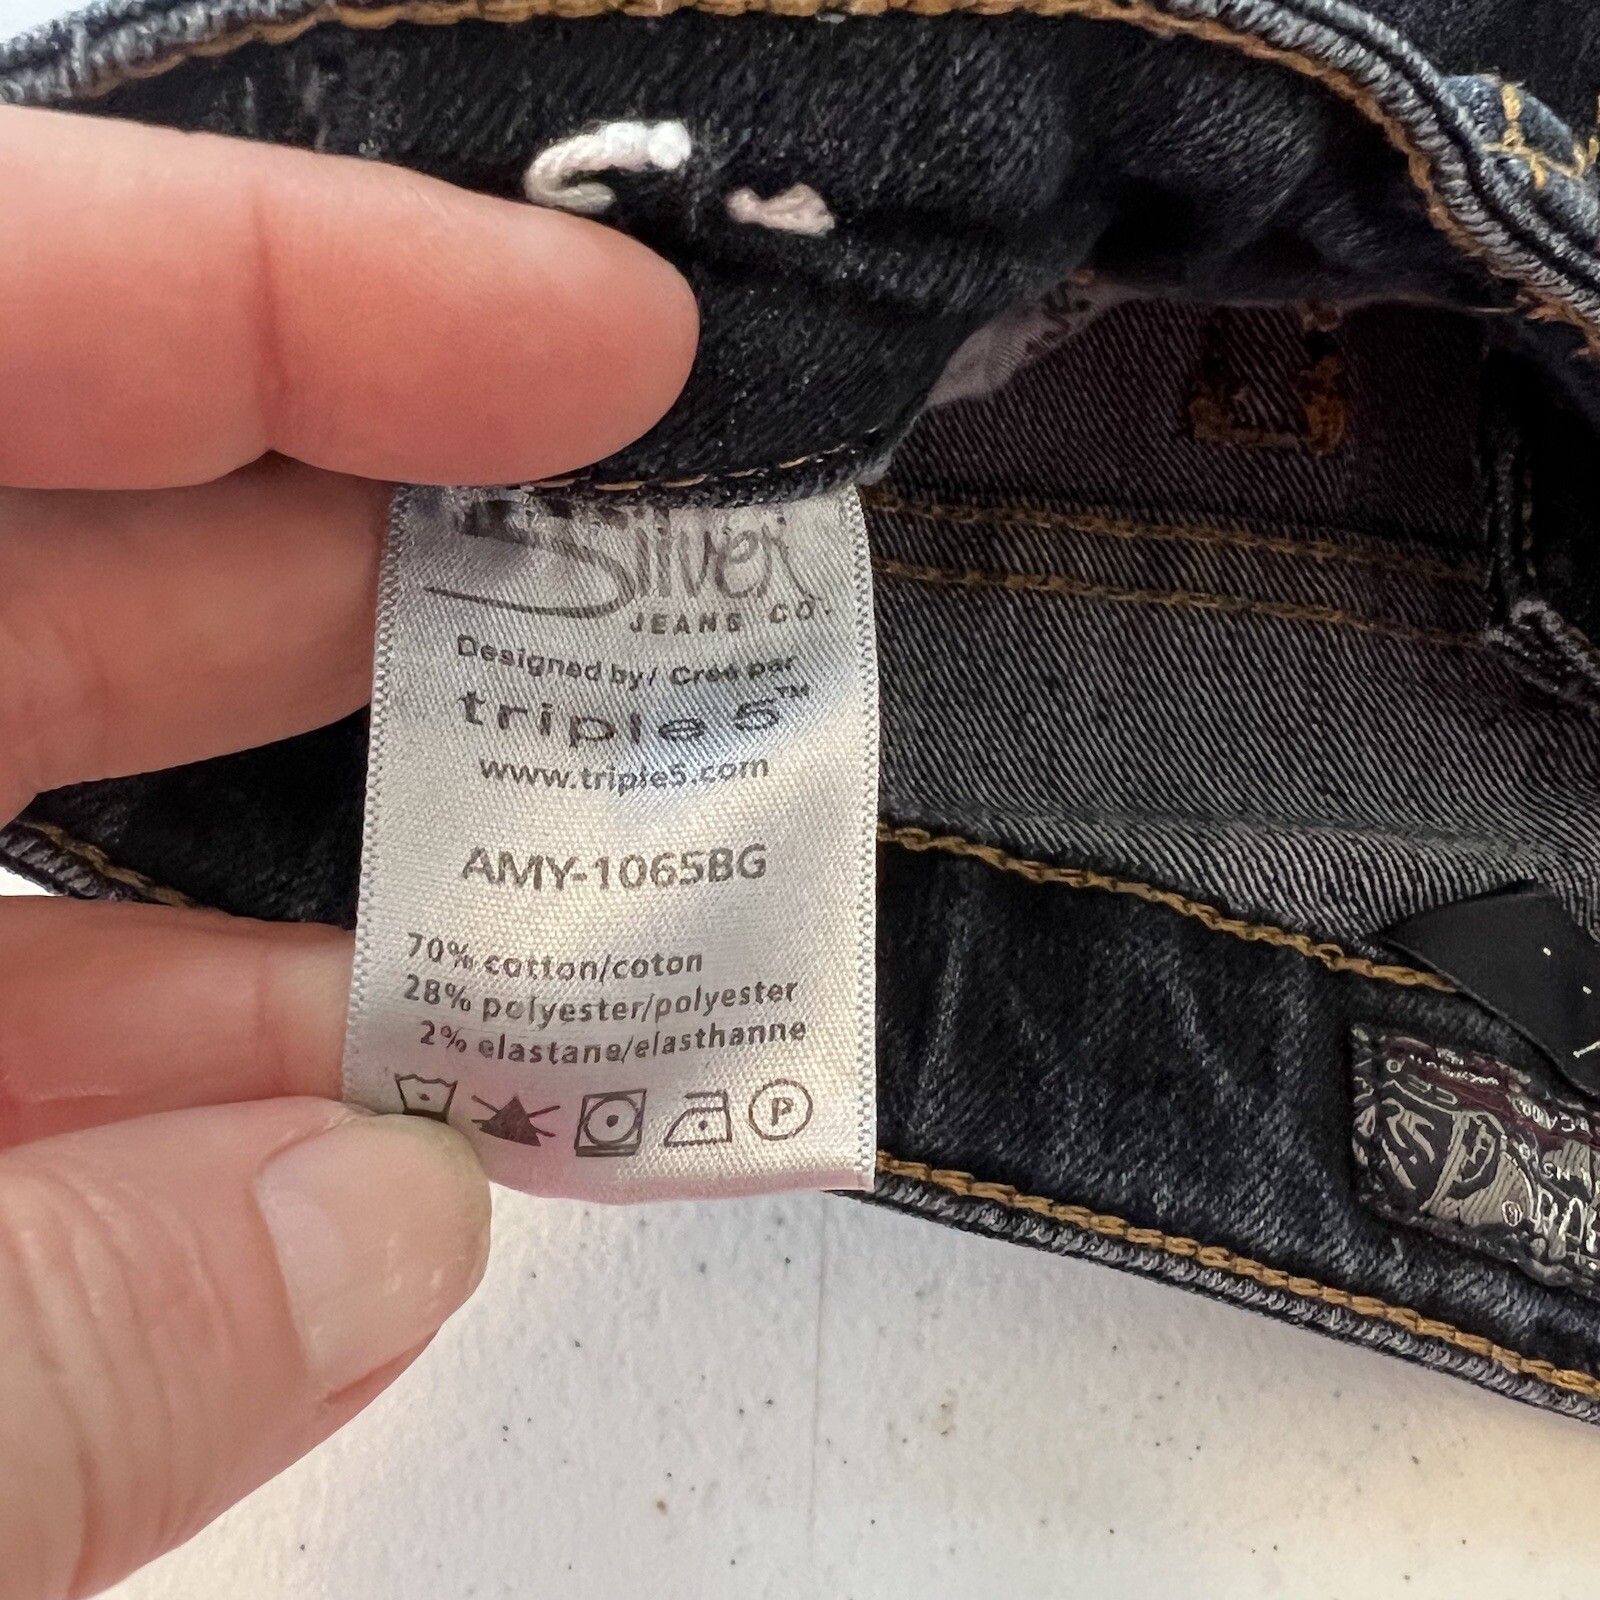 Silver
JEANS CO.
Designed by / Créé par
triple 5™
www.triple5.com
AMY-1065BG
70% cotton/coton
28% polyester/polyester
2% elastane/elasthanne
P